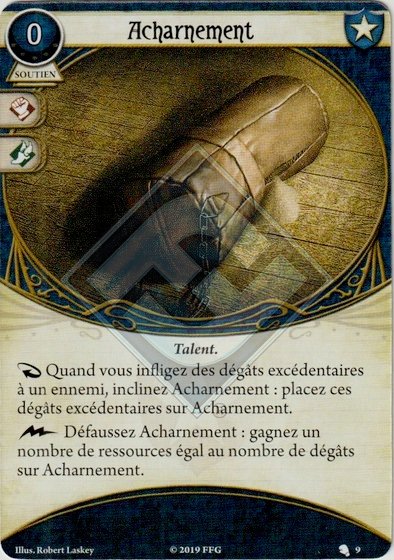 0
Acharnement
SOUTIEN
Talent.
Quand vous infligez des dégâts excédentaires
à un ennemi, inclinez Acharnement : placez ces
dégâts excédentaires sur Acharnement.
Défaussez Acharnement : gagnez un
nombre de ressources égal au nombre de dégâts
sur Acharnement.
Illus. Robert Laskey
© 2019 FFG
9